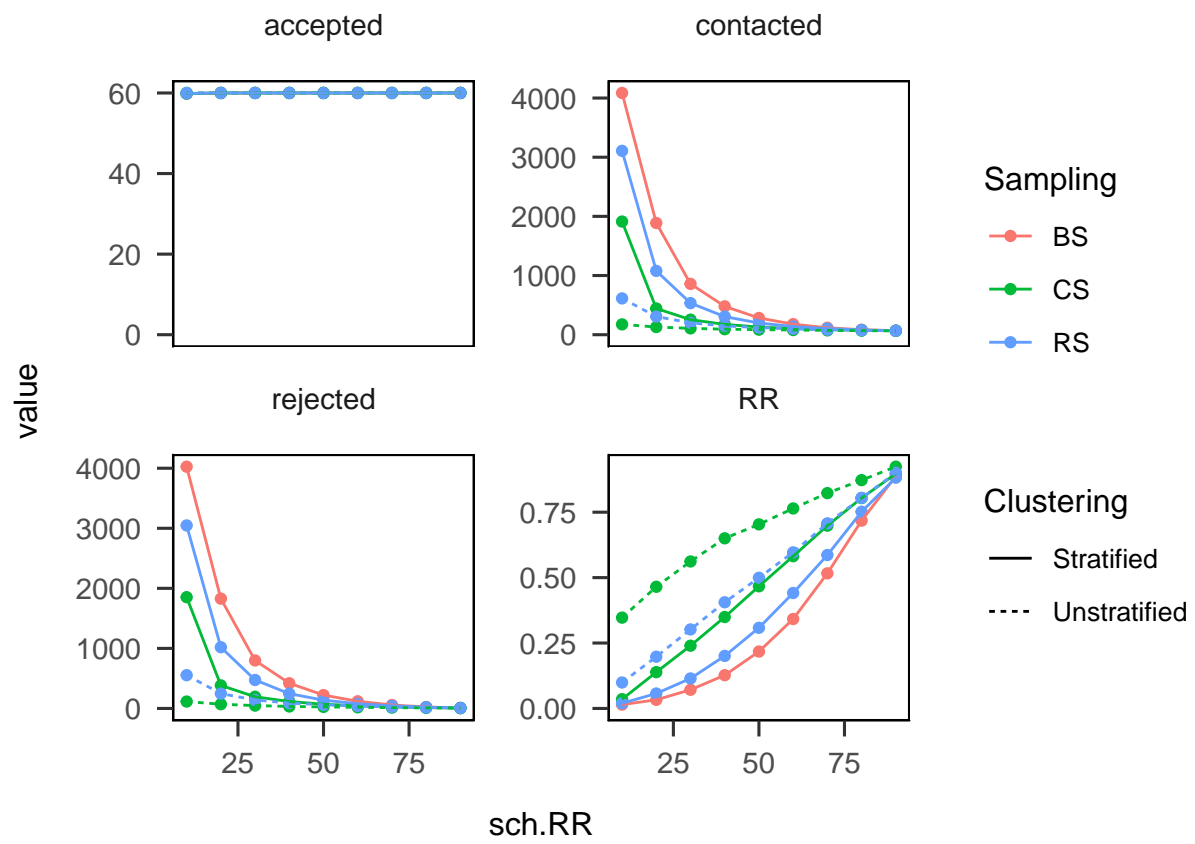 accepted
contacted
60
40
20
0
4000
3000
2000
1000
0
rejected
RR
4000
3000
2000
1000
0
25
50
75
0.75
0.50
0.25
0.00
25
50
75
value
sch.RR
Sampling
BS
CS
RS
Clustering
Stratified
Unstratified